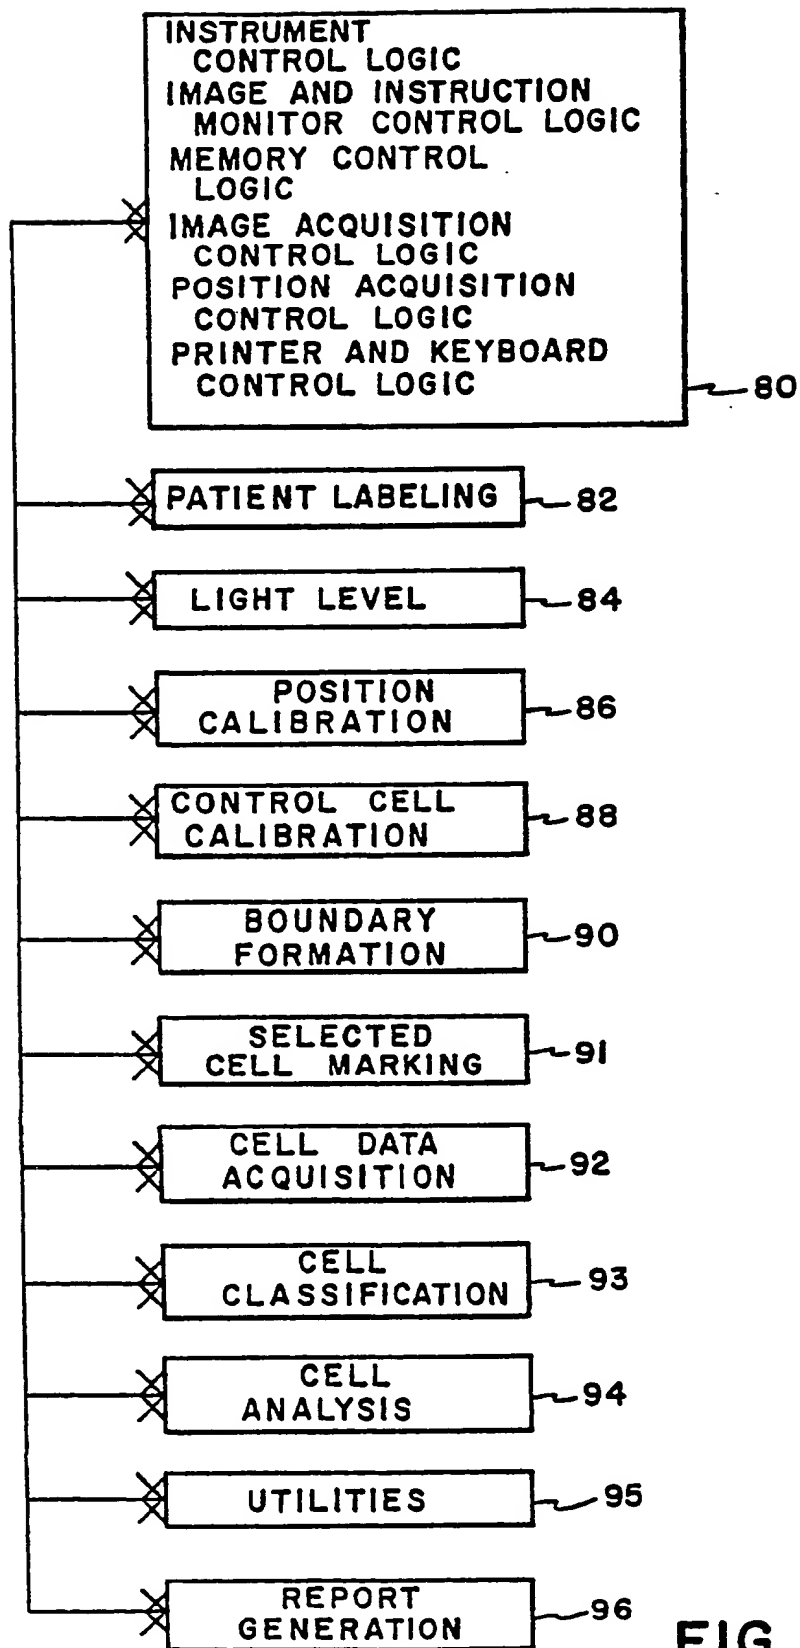 INSTRUMENT
CONTROL LOGIC
IMAGE AND INSTRUCTION
MONITOR CONTROL LOGIC
MEMORY CONTROL
LOGIC
IMAGE ACQUISITION
CONTROL LOGIC
POSITION ACQUISITION
CONTROL LOGIC
PRINTER AND KEYBOARD
CONTROL LOGIC
80
PATIENT LABELING
82
LIGHT LEVEL
84
POSITION
CALIBRATION
86
CONTROL CELL
CALIBRATION
88
BOUNDARY
FORMATION
90
SELECTED
CELL MARKING
91
CELL DATA
ACQUISITION
92
CELL
CLASSIFICATION
93
CELL
ANALYSIS
94
UTILITIES
95
REPORT
GENERATION
96
FIG